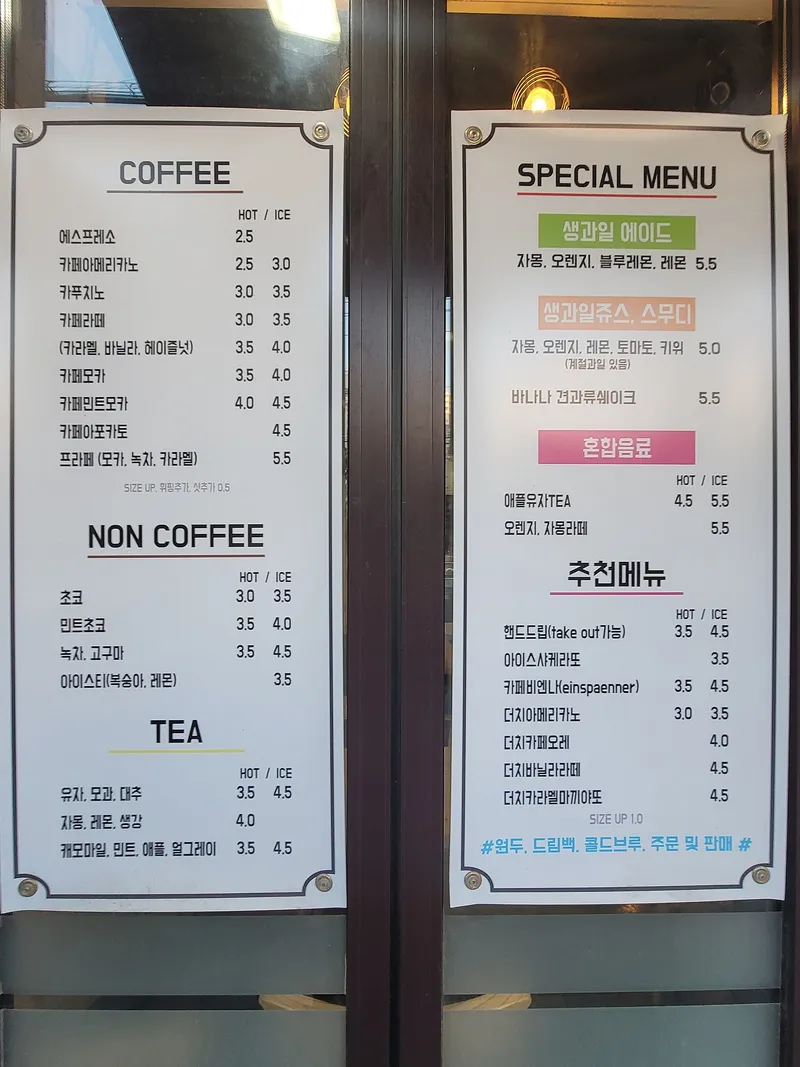 COFFEE
HOT / ICE
에스프레소 2.5
카페아메리카노 2.5 3.0
카푸치노 3.0 3.5
카페라떼 3.0 3.5
(카라멜, 바닐라, 헤이즐넛) 3.5 4.0
카페모카 3.5 4.0
카페민트모카 4.0 4.5
카페아포카토 4.5
프라페 (모카, 녹차, 카라멜) 5.5
SIZE UP, 휘핑추가, 샷추가 0.5
NON COFFEE
HOT / ICE
초코 3.0 3.5
민트초코 3.5 4.0
녹차, 고구마 3.5 4.5
아이스티(복숭아, 레몬) 3.5
TEA
HOT / ICE
유자, 모과, 대추 3.5 4.5
자몽, 레몬, 생강 4.0
캐모마일, 민트, 애플, 얼그레이 3.5 4.5
SPECIAL MENU
생과일 에이드
자몽, 오렌지, 블루레몬, 레몬 5.5
생과일쥬스, 스무디
자몽, 오렌지, 레몬, 토마토, 키위 5.0
(계절과일 있음)
바나나 견과류쉐이크 5.5
혼합음료
HOT / ICE
애플유자TEA 4.5 5.5
오렌지, 자몽라떼 5.5
추천메뉴
HOT / ICE
핸드드립(take out가능) 3.5 4.5
아이스샤케라또 3.5
카페비엔나(einspaenner) 3.5 4.5
더치아메리카노 3.0 3.5
더치카페오레 4.0
더치바닐라라떼 4.5
더치카라멜마끼야또 4.5
SIZE UP 1.0
#원두, 드립백, 콜드브루, 주문 및 판매 #